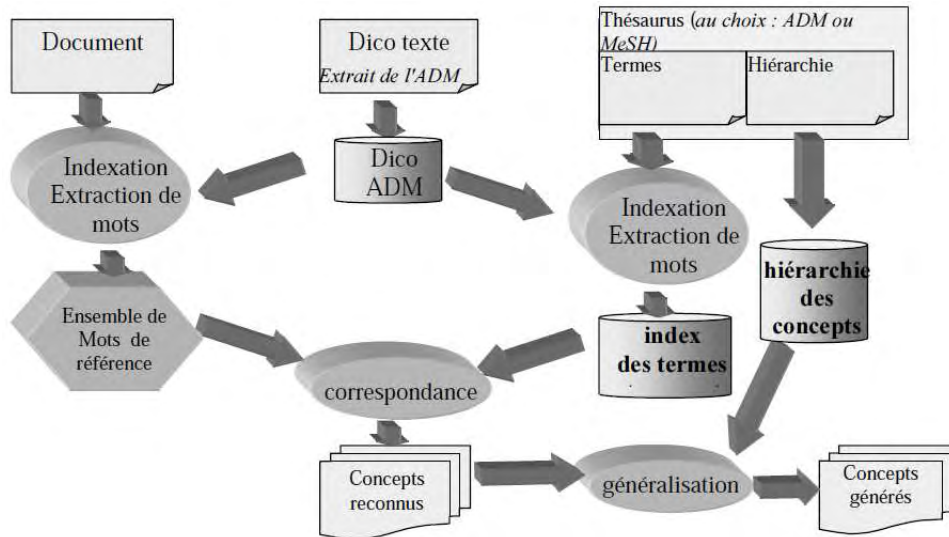 Document
Dico texte
Extrait de l'ADM
Thésaurus (au choix : ADM ou
MeSH)
Termes
Hiérarchie
Indexation
Extraction de
mots
Dico
ADM
Indexation
Extraction de
mots
hiérarchie
des
concepts
Ensemble de
Mots de
référence
index
des termes
correspondance
Concepts
reconnus
généralisation
Concepts
générés